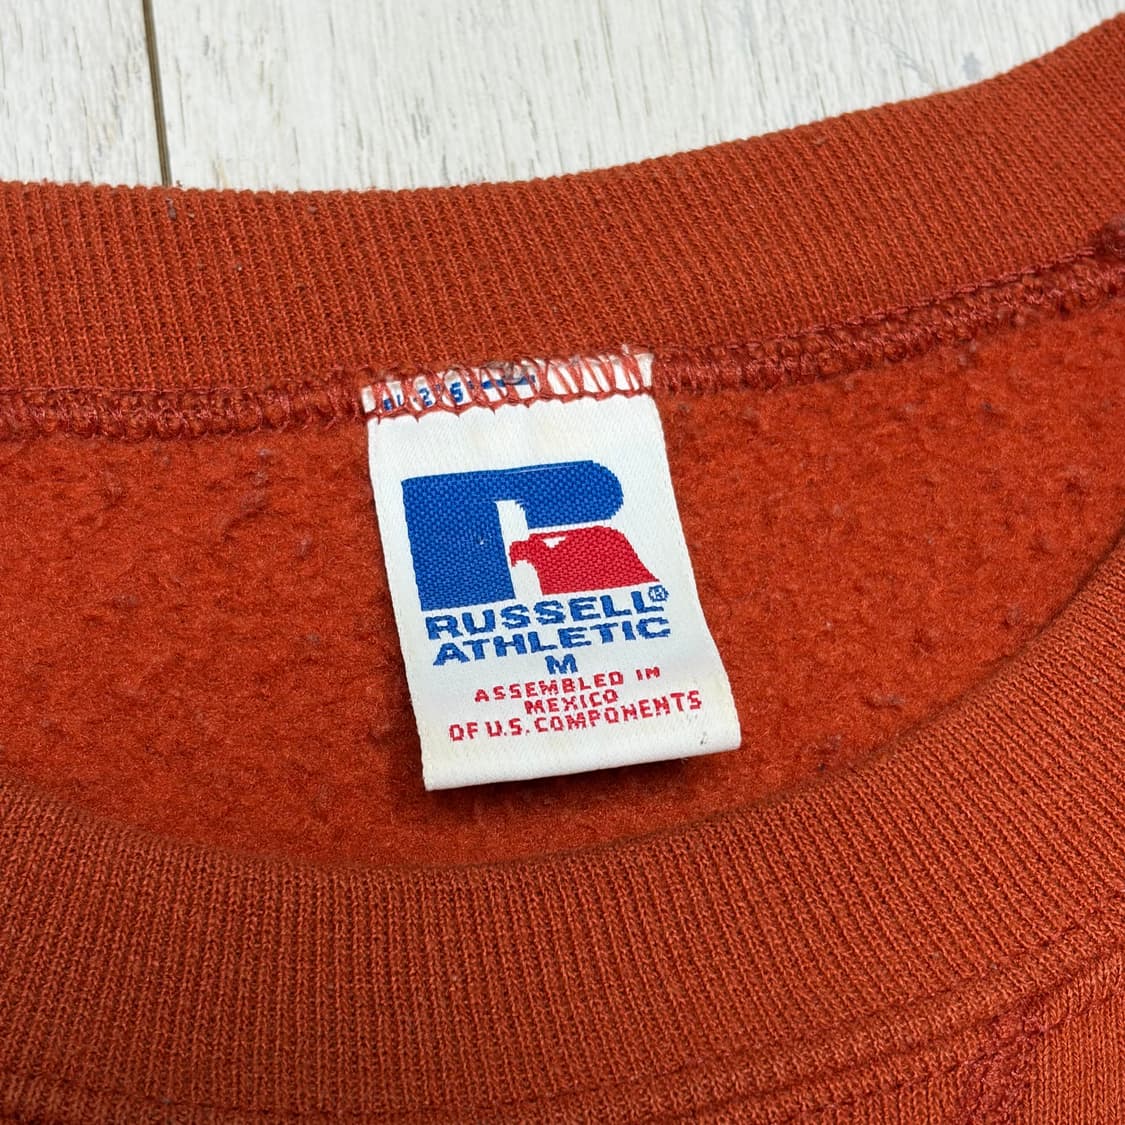 RUSSELL®
ATHLETIC
M
ASSEMBLED IN
MEXICO
OF U.S. COMPONENTS